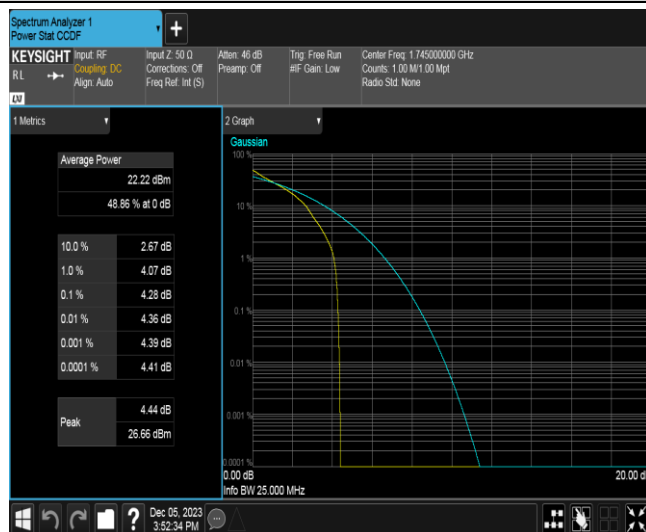 Spectrum Analyzer 1
Power Stat CCDF
+
KEYSIGHT
RL
Input: RF
Coupling: DC
Align: Auto
Input Z: 50 Ω
Corrections: Off
Freq Ref: Int (S)
Atten: 46 dB
Preamp: Off
Trig: Free Run
#IF Gain: Low
Center Freq: 1.745000000 GHz
Counts: 1.00 M/1.00 Mpt
Radio Std: None
LXI
1 Metrics
Average Power
22.22 dBm
48.86 % at 0 dB
10.0 % 2.67 dB
1.0 % 4.07 dB
0.1 % 4.28 dB
0.01 % 4.36 dB
0.001 % 4.39 dB
0.0001 % 4.41 dB
Peak
4.44 dB
26.66 dBm
2 Graph
Gaussian
100 %
10 %
1 %
0.1 %
0.01 %
0.001 %
0.0001 %
0.00 dB
20.00 d
Info BW 25.000 MHz
?
Dec 05, 2023
3:52:34 PM